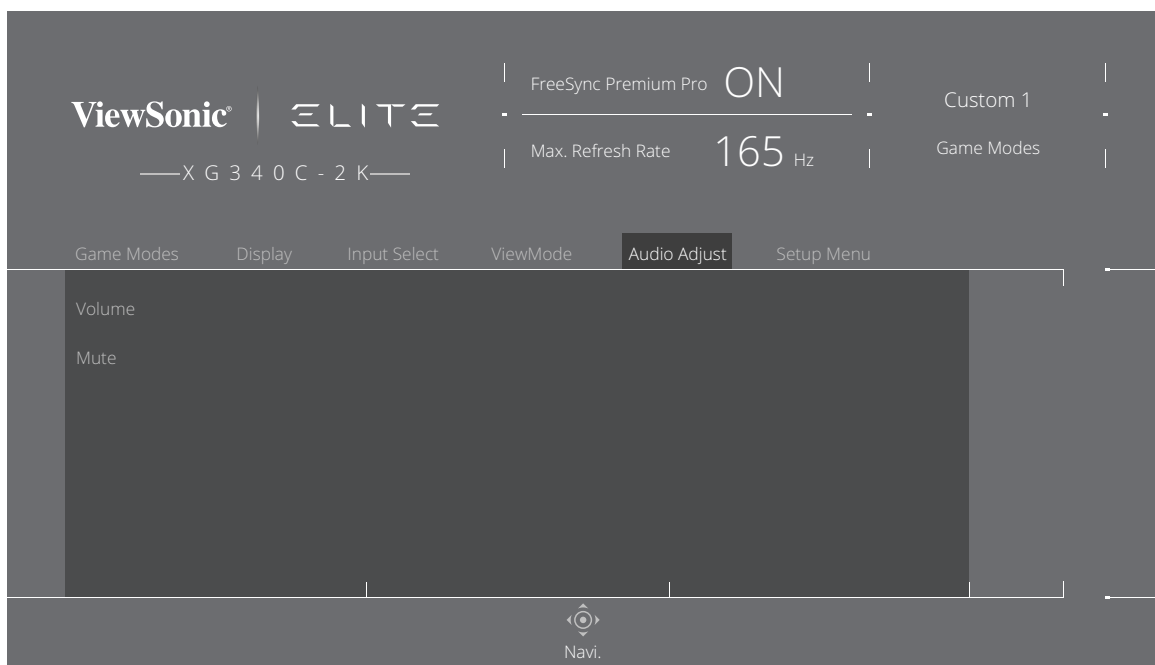 ViewSonic® ELITE
XG340C-2K
FreeSync Premium Pro ON
Max. Refresh Rate 165 Hz
Custom 1
Game Modes
Game Modes Display Input Select ViewMode Audio Adjust Setup Menu
Volume
Mute
Navi.